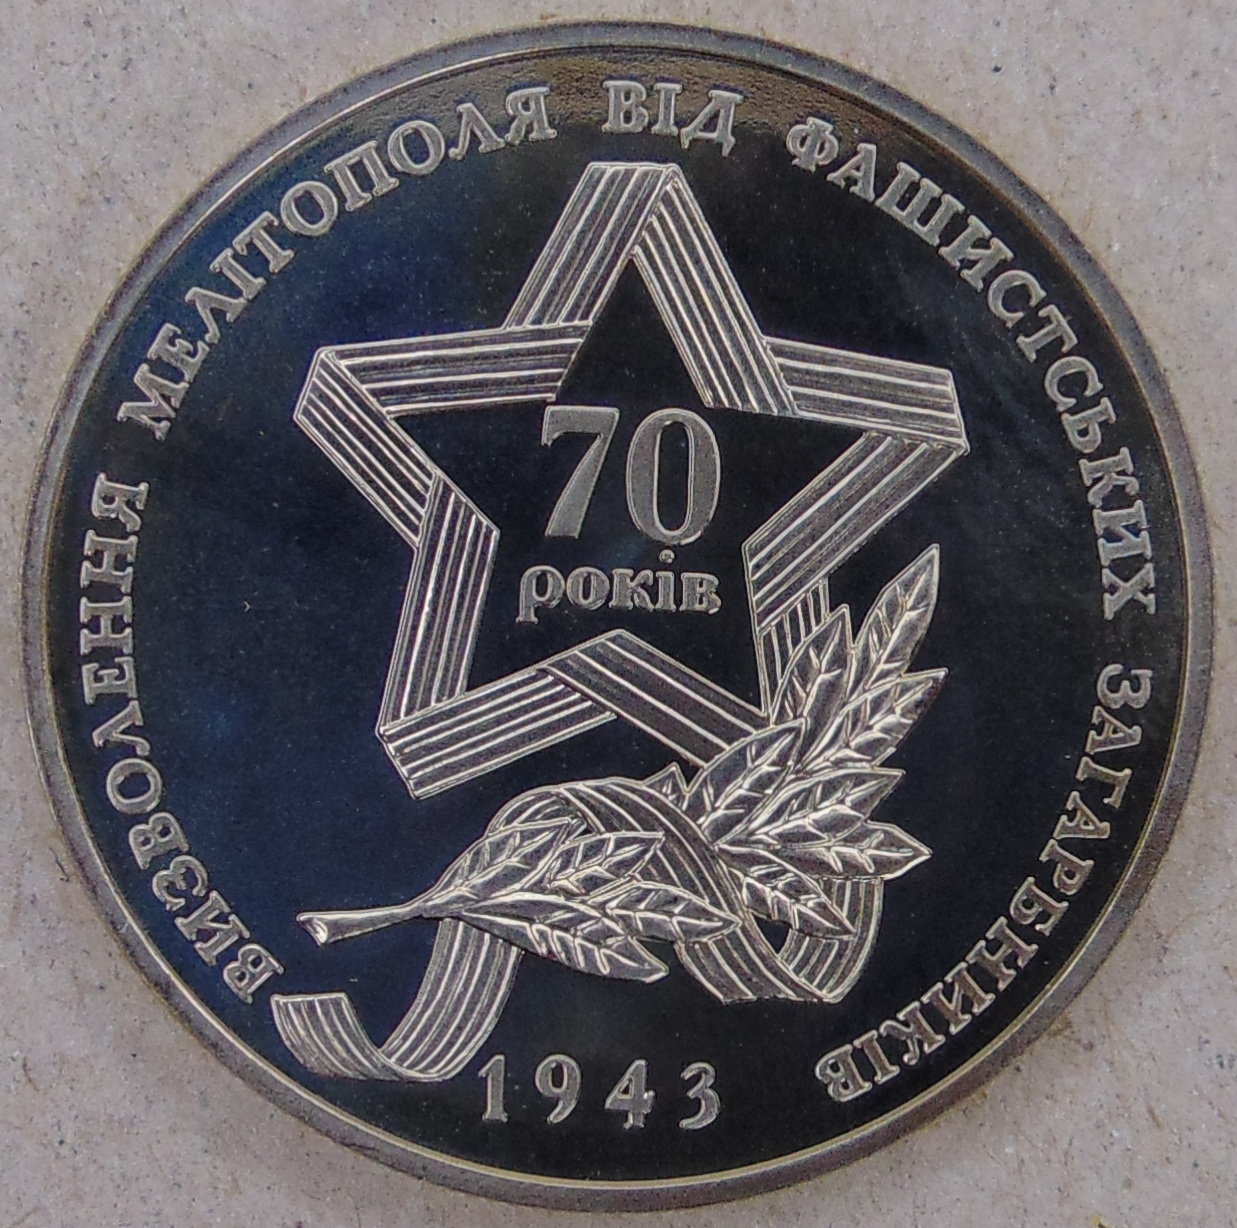 ВИЗВОЛЕННЯ МЕЛІТОПОЛЯ ВІД ФАШИСТСЬКИХ ЗАГАРБНИКІВ
70
років
1943